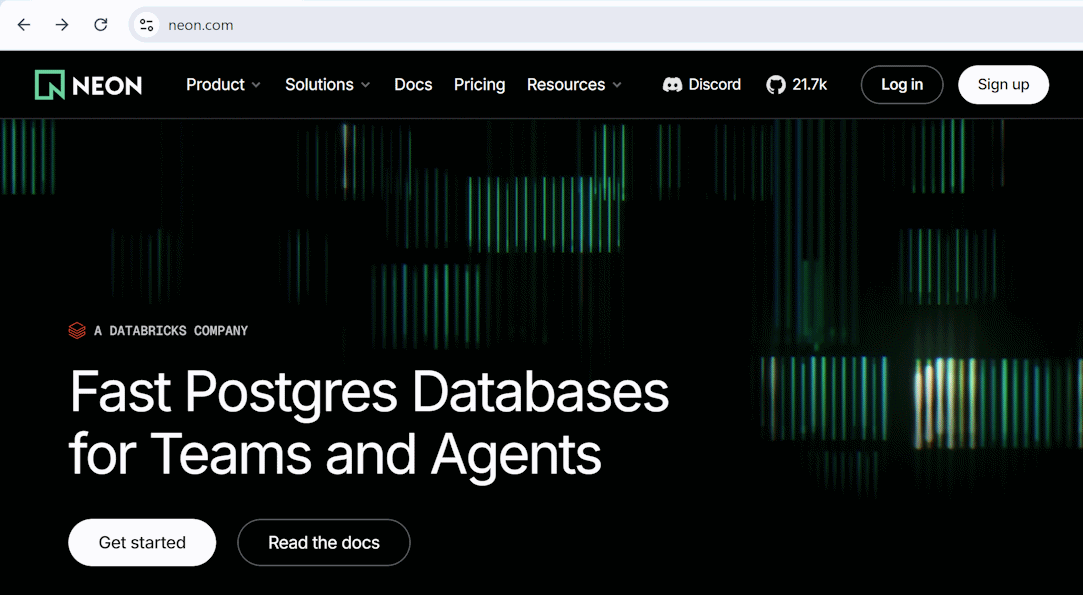 neon.com
NEON Product Solutions Docs Pricing Resources Discord 21.7k Log in Sign up
A DATABRICKS COMPANY
Fast Postgres Databases
for Teams and Agents
Get started Read the docs